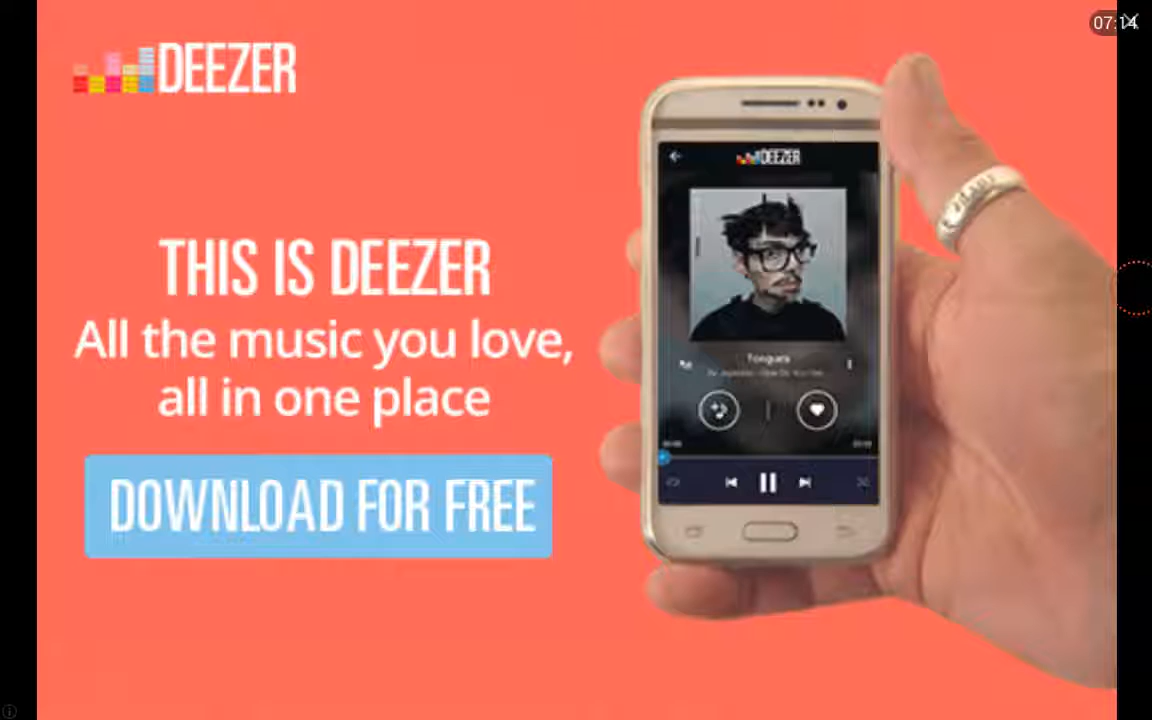 07:14
DEEZER
DEEZER
THIS IS DEEZER
All the music you love,
all in one place
Tongues
DOWNLOAD FOR FREE